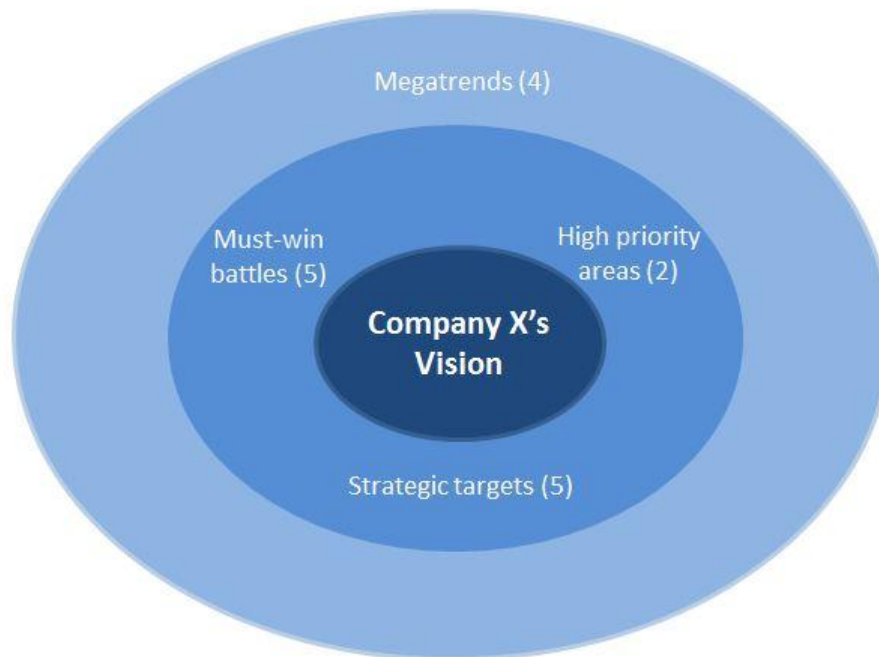 Megatrends (4)
Must-win
battles (5)
High priority
areas (2)
Company X’s
Vision
Strategic targets (5)